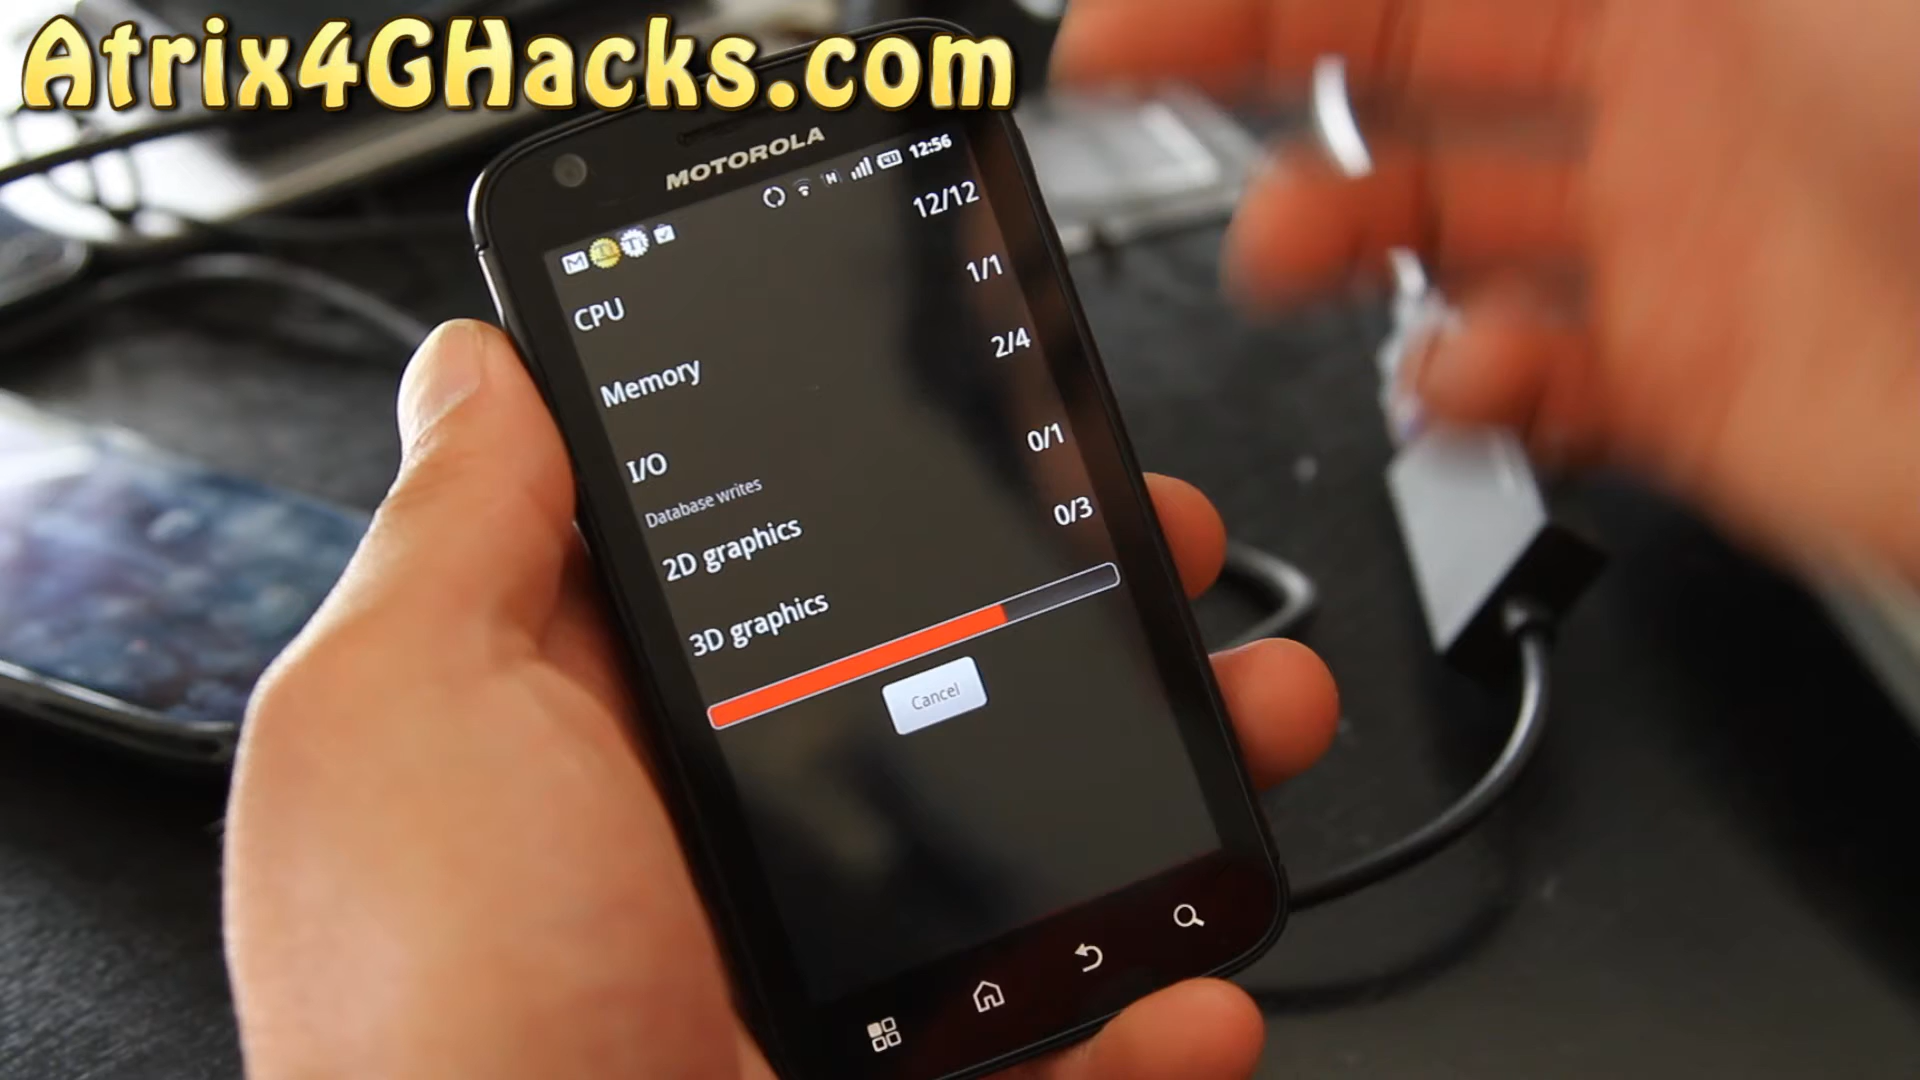 Atrix4GHacks.com
MOTOROLA
12:56
CPU 12/12
Memory 1/1
I/O 2/4
Database writes
2D graphics 0/1
3D graphics 0/3
Cancel